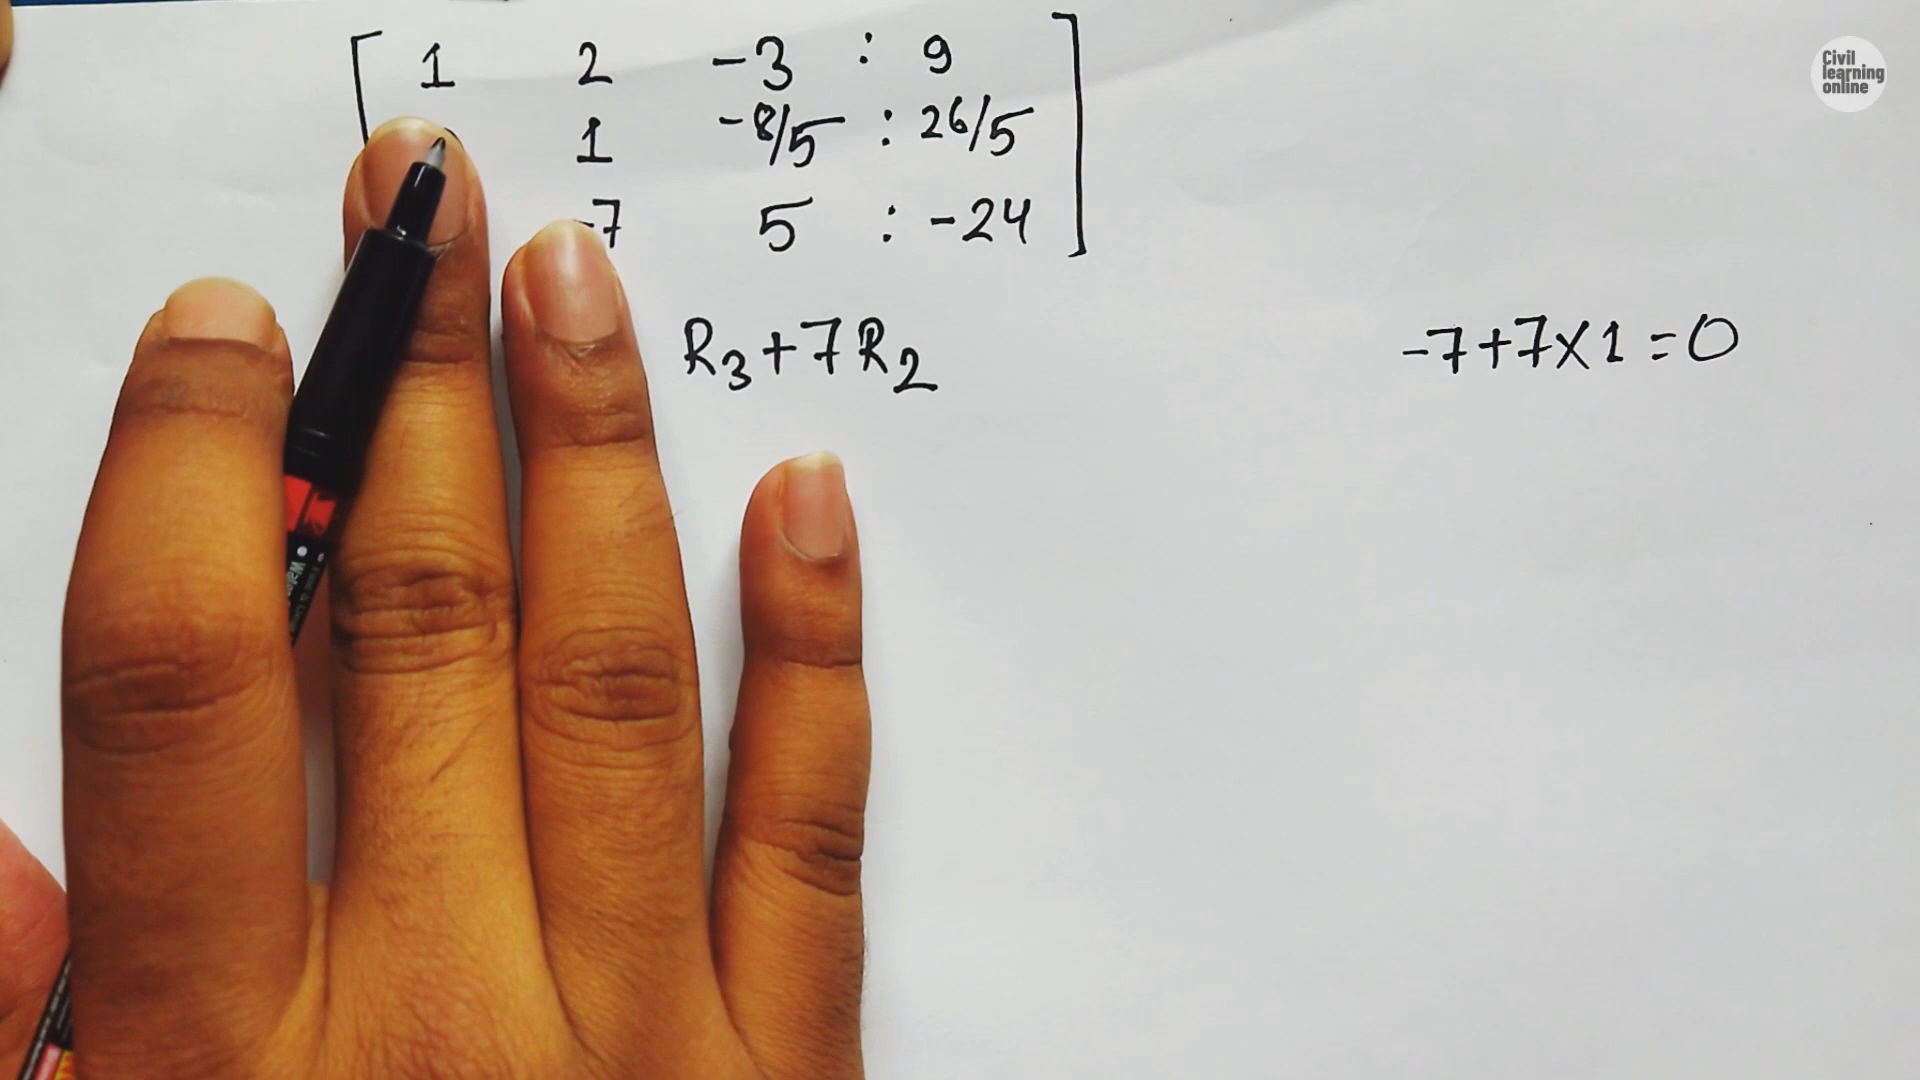 1 2 -3 : 9
1 -8/5 : 26/5
-7 5 : -24
R3+7R2
-7+7×1=0
Civil
learning
online